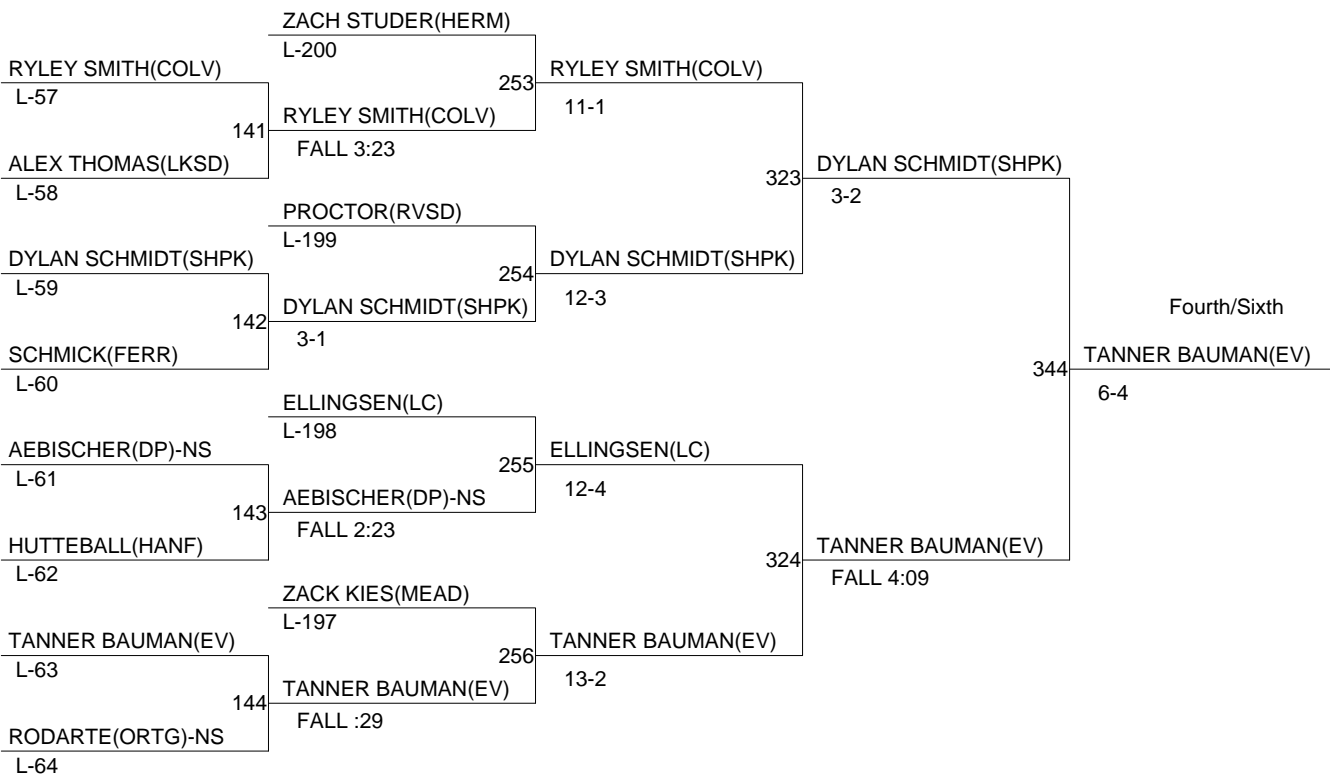 ZACH STUDER(HERM)
L-200
RYLEY SMITH(COLV)
L-57
253
RYLEY SMITH(COLV)
11-1
141
RYLEY SMITH(COLV)
FALL 3:23
ALEX THOMAS(LKSD)
L-58
323
DYLAN SCHMIDT(SHPK)
3-2
PROCTOR(RVSD)
L-199
DYLAN SCHMIDT(SHPK)
L-59
254
DYLAN SCHMIDT(SHPK)
12-3
142
DYLAN SCHMIDT(SHPK)
3-1
Fourth/Sixth
SCHMICK(FERR)
L-60
344
TANNER BAUMAN(EV)
6-4
ELLINGSEN(LC)
L-198
AEBISCHER(DP)-NS
L-61
255
ELLINGSEN(LC)
12-4
143
AEBISCHER(DP)-NS
FALL 2:23
HUTTEBALL(HANF)
L-62
324
TANNER BAUMAN(EV)
FALL 4:09
ZACK KIES(MEAD)
L-197
TANNER BAUMAN(EV)
L-63
256
TANNER BAUMAN(EV)
13-2
144
TANNER BAUMAN(EV)
FALL :29
RODARTE(ORTG)-NS
L-64